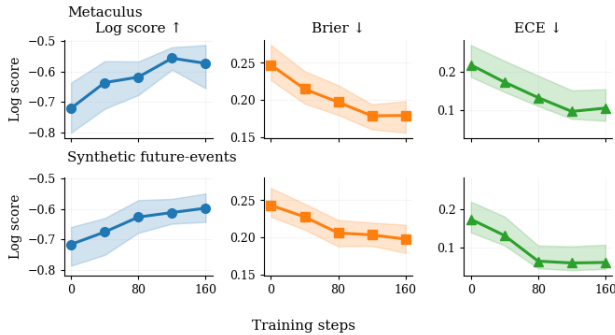 Metaculus
Log score ↑ Brier ↓ ECE ↓
Log score
−0.5
−0.6
−0.7
−0.8
0.25
0.20
0.15
0.2
0.1
Synthetic future-events
Log score
−0.5
−0.6
−0.7
−0.8
0.25
0.20
0.15
0.2
0.1
0 80 160 0 80 160 0 80 160
Training steps